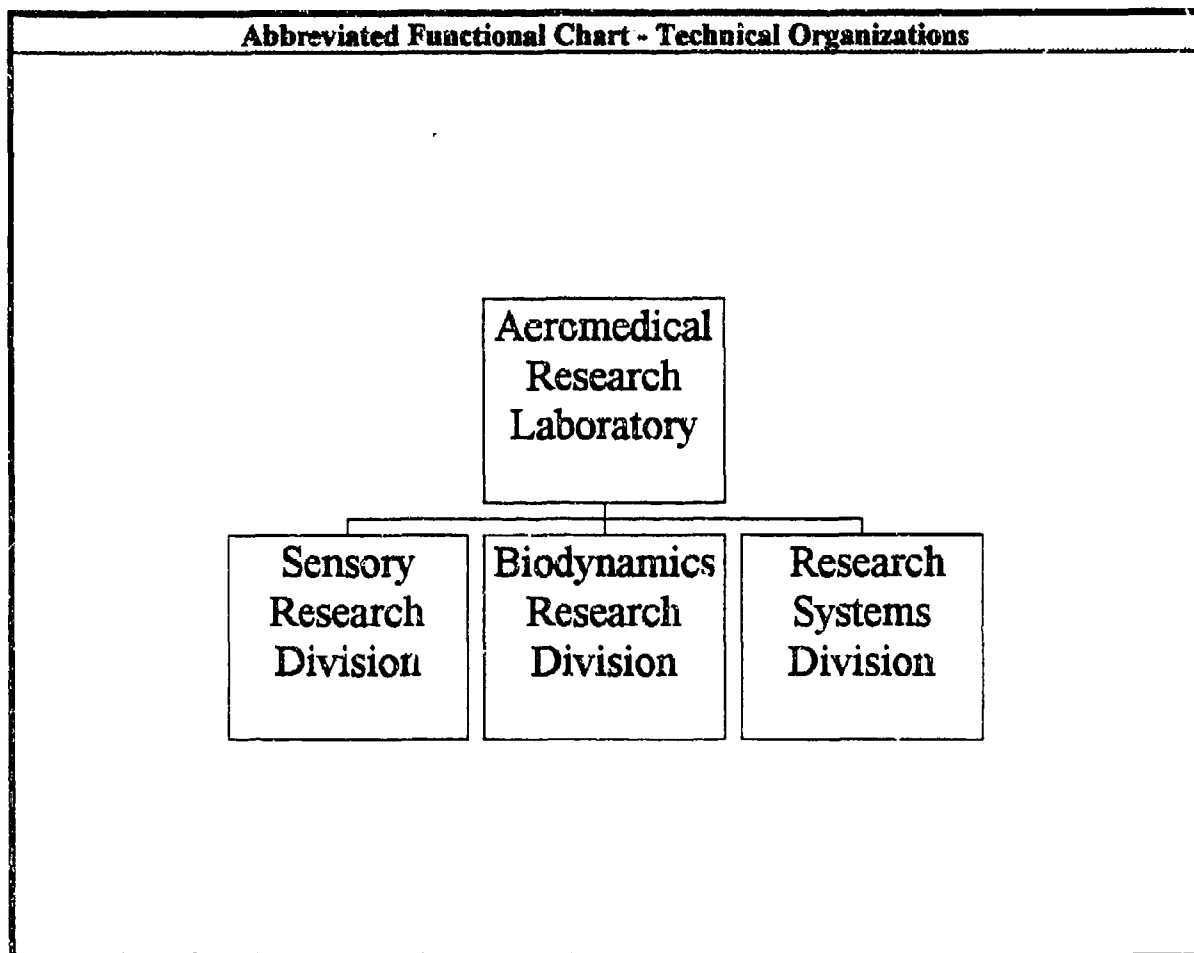 Abbreviated Functional Chart - Technical Organizations
Aeromedical
Research
Laboratory
Sensory
Research
Division
Biodynamics
Research
Division
Research
Systems
Division